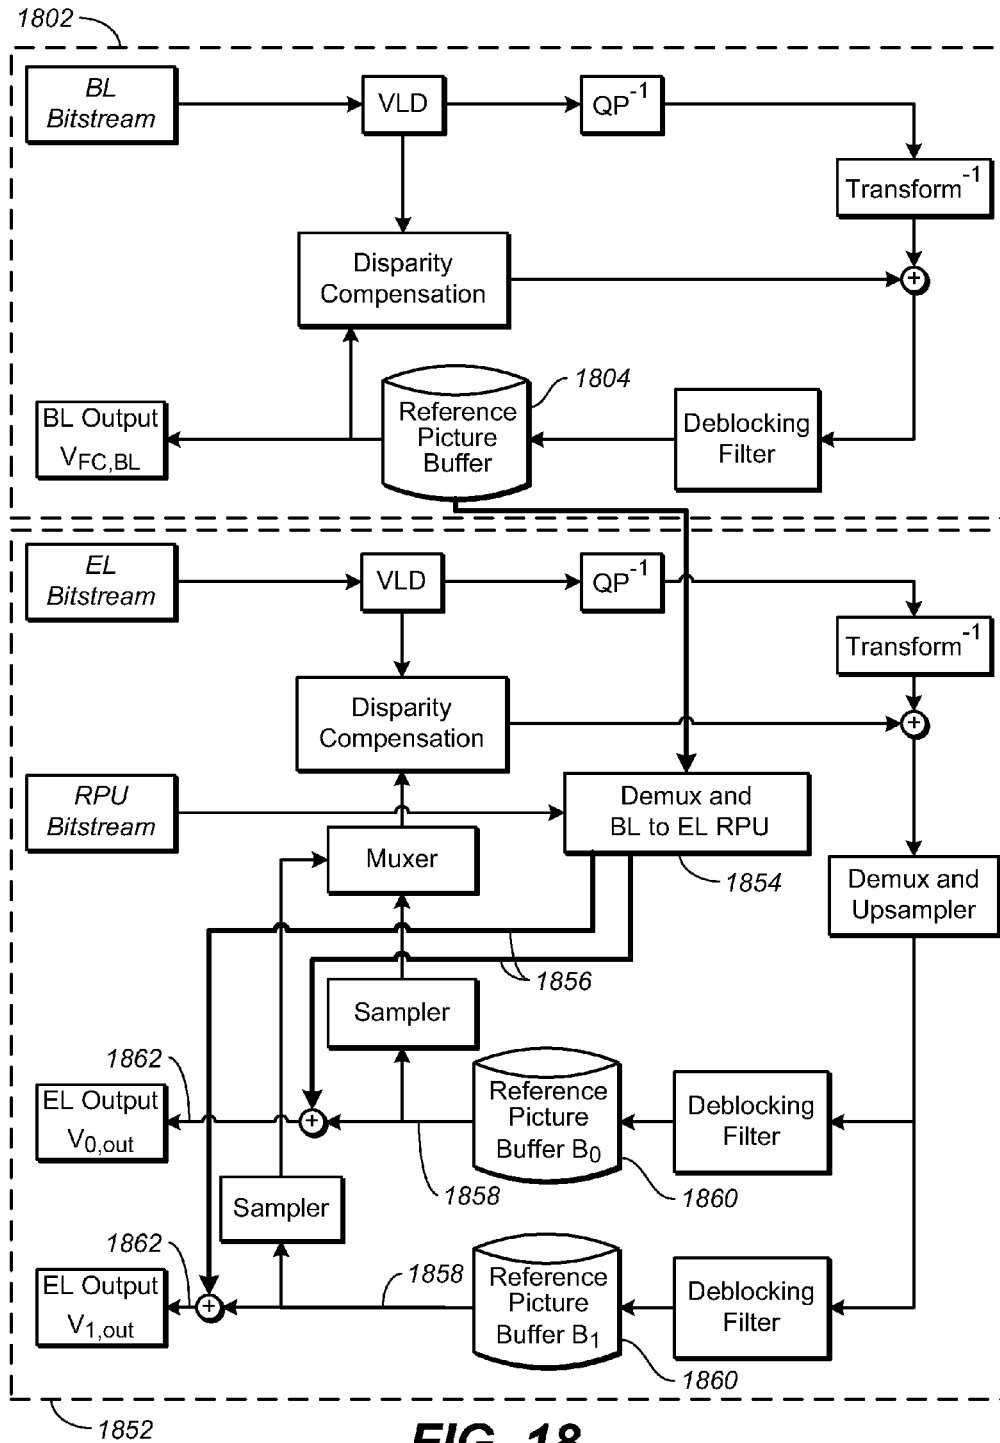 1802
BL
Bitstream
VLD
QP-1
Transform-1
Disparity
Compensation
+
1804
BL Output
VFC,BL
Reference
Picture
Buffer
Deblocking
Filter
EL
Bitstream
VLD
QP-1
Transform-1
Disparity
Compensation
+
RPU
Bitstream
Demux and
BL to EL RPU
Muxer
1854
Demux and
Upsampler
1856
Sampler
1862
EL Output
V0,out
+
Reference
Picture
Buffer B0
Deblocking
Filter
1858
1860
Sampler
1862
1858
EL Output
V1,out
+
Reference
Picture
Buffer B1
Deblocking
Filter
1860
1852
FIG. 18